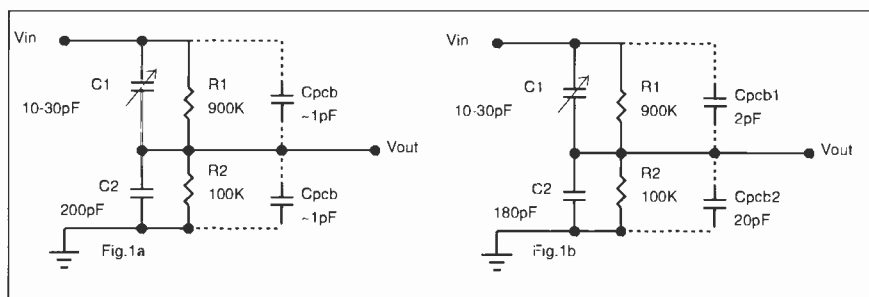 Vin
C1
10-30pF
R1
900K
Cpcb
~1pF
Vout
C2
200pF
R2
100K
Cpcb
~1pF
Fig.1a
Vin
C1
10-30pF
R1
900K
Cpcb1
2pF
Vout
C2
180pF
R2
100K
Cpcb2
20pF
Fig.1b